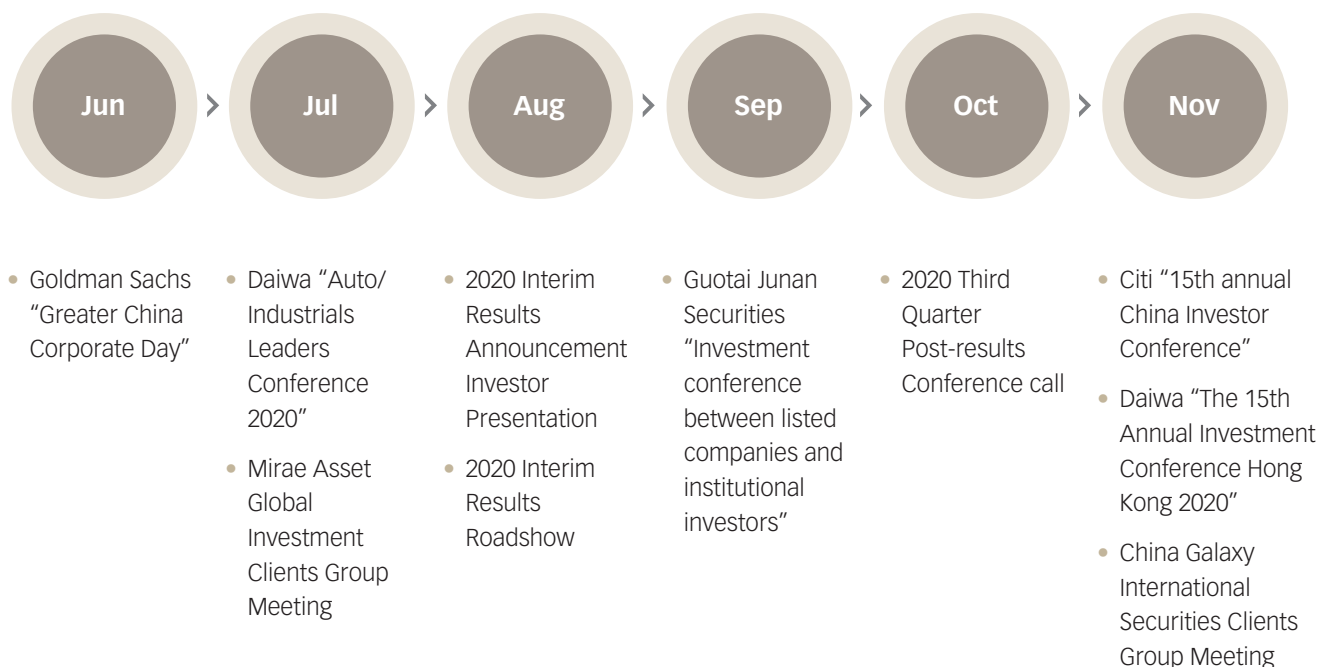 Jun
Jul
Aug
Sep
Oct
Nov
• Goldman Sachs
“Greater China
Corporate Day”
• Daiwa “Auto/
Industrials
Leaders
Conference
2020”
• Mirae Asset
Global
Investment
Clients Group
Meeting
• 2020 Interim
Results
Announcement
Investor
Presentation
• 2020 Interim
Results
Roadshow
• Guotai Junan
Securities
“Investment
conference
between listed
companies and
institutional
investors”
• 2020 Third
Quarter
Post-results
Conference call
• Citi “15th annual
China Investor
Conference”
• Daiwa “The 15th
Annual Investment
Conference Hong
Kong 2020”
• China Galaxy
International
Securities Clients
Group Meeting